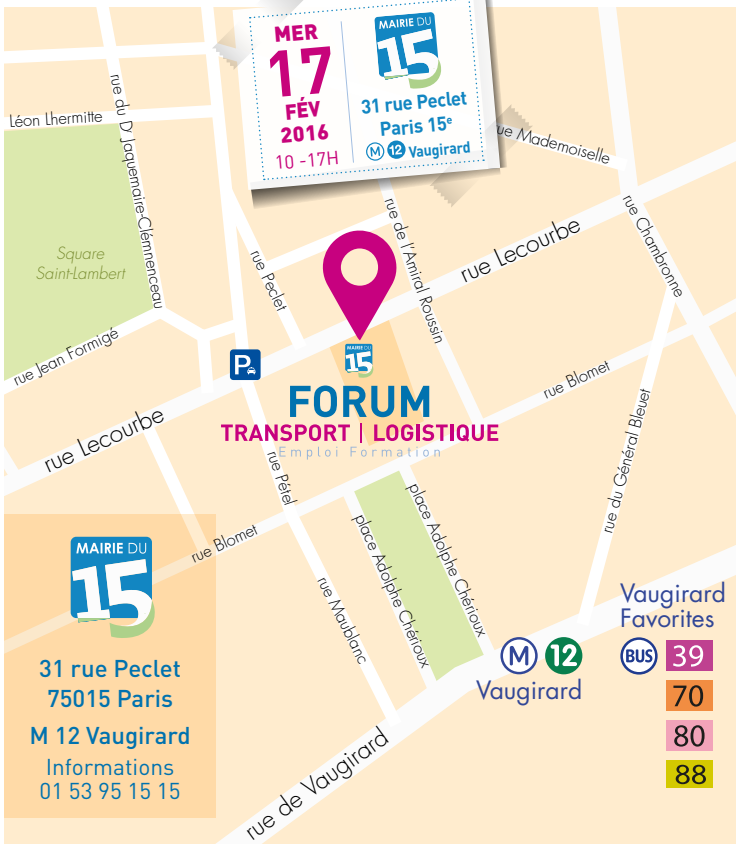 MER
17
FÉV
2016
10 -17H
MAIRIE DU
15
31 rue Peclet
Paris 15e
M 12 Vaugirard
Léon Lhermitte
rue du Dr Jaquemaire-Clémnenceau
ue Mademoiselle
rue Chambronne
rue de l'Amiral Roussin
rue Lecourbe
Square
Saint-Lambert
rue Peclet
rue Jean Formigé
P
MAIRIE DU
15
FORUM
TRANSPORT | LOGISTIQUE
Emploi Formation
rue Blomet
rue du Général Bleuet
rue Lecourbe
rue Pétel
rue Blomet
place Adolphe Chérioux
place Adolphe Chérioux
rue Maublanc
MAIRIE DU
15
31 rue Peclet
75015 Paris
M 12 Vaugirard
Informations
01 53 95 15 15
M 12
Vaugirard
Vaugirard
Favorites
BUS 39
70
80
88
rue de Vaugirard